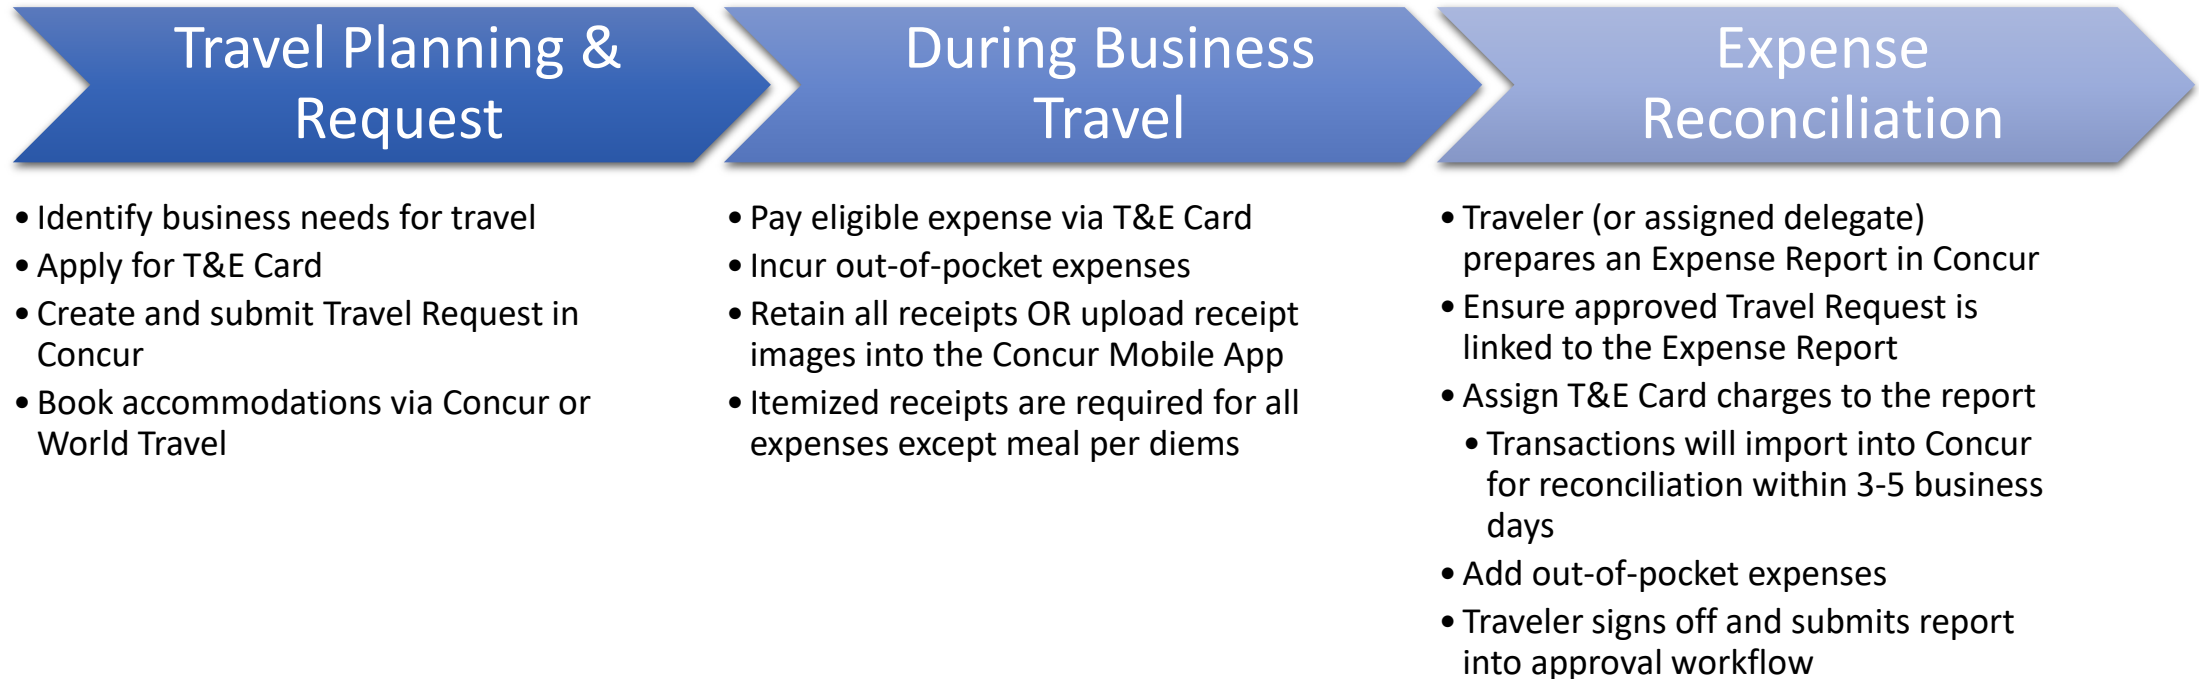 Travel Planning &
Request
• Identify business needs for travel
• Apply for T&E Card
• Create and submit Travel Request in
Concur
• Book accommodations via Concur or
World Travel
During Business
Travel
• Pay eligible expense via T&E Card
• Incur out-of-pocket expenses
• Retain all receipts OR upload receipt
images into the Concur Mobile App
• Itemized receipts are required for all
expenses except meal per diems
Expense
Reconciliation
• Traveler (or assigned delegate)
prepares an Expense Report in Concur
• Ensure approved Travel Request is
linked to the Expense Report
• Assign T&E Card charges to the report
• Transactions will import into Concur
for reconciliation within 3-5 business
days
• Add out-of-pocket expenses
• Traveler signs off and submits report
into approval workflow